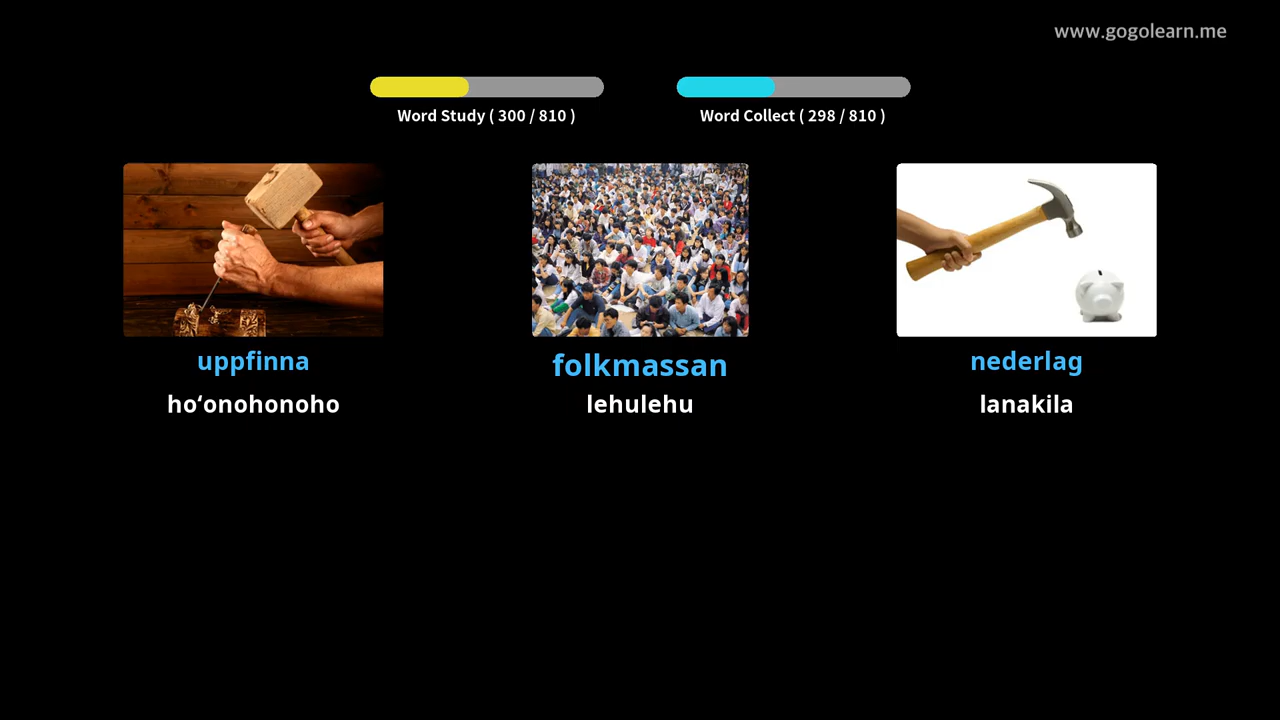 www.gogolearn.me
Word Study ( 300 / 810 )
Word Collect ( 298 / 810 )
uppfinna
folkmassan
nederlag
hoʻonohonoho
lehulehu
lanakila